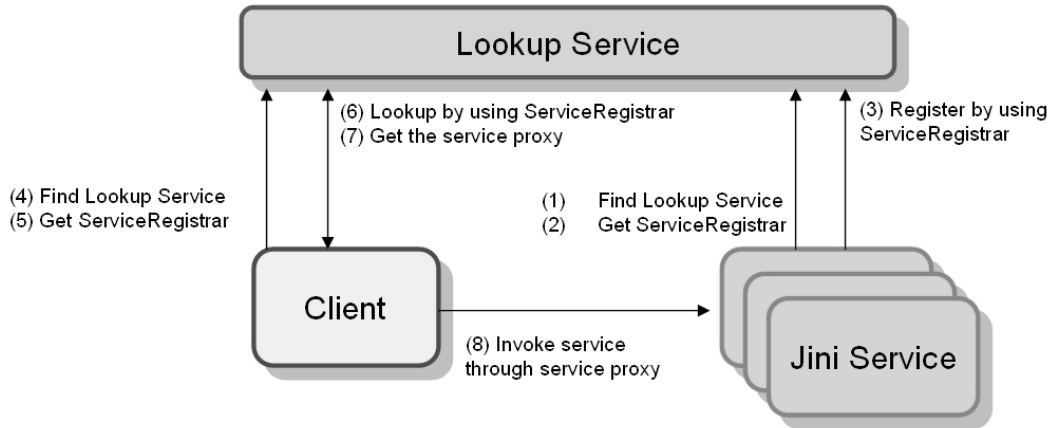 Lookup Service
(6) Lookup by using ServiceRegistrar
(7) Get the service proxy
(3) Register by using
ServiceRegistrar
(4) Find Lookup Service
(5) Get ServiceRegistrar
(1) Find Lookup Service
(2) Get ServiceRegistrar
Client
(8) Invoke service
through service proxy
Jini Service